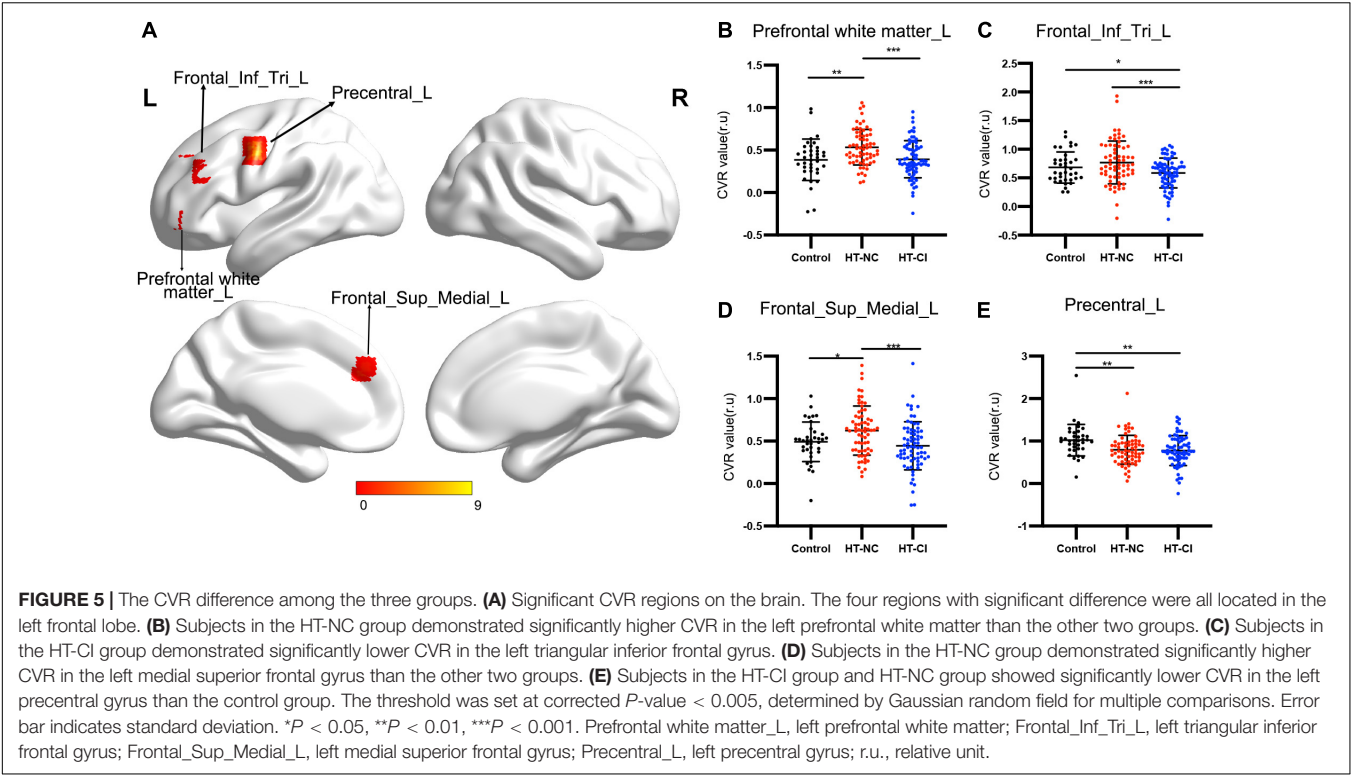 A
Frontal_Inf_Tri_L
Precentral_L
L
R
Prefrontal white
matter_L
Frontal_Sup_Medial_L
0
9
B
Prefrontal white matter_L
***
**
1.5
1.0
0.5
0.0
-0.5
CVR value(r.u)
Control
HT-NC
HT-CI
C
Frontal_Inf_Tri_L
*
***
2.5
2.0
1.5
1.0
0.5
0.0
-0.5
CVR value(r.u)
Control
HT-NC
HT-CI
D
Frontal_Sup_Medial_L
*
***
1.5
1.0
0.5
0.0
-0.5
CVR value(r.u)
Control
HT-NC
HT-CI
E
Precentral_L
**
**
3
2
1
0
-1
CVR value(r.u)
Control
HT-NC
HT-CI
FIGURE 5 | The CVR difference among the three groups. (A) Significant CVR regions on the brain. The four regions with significant difference were all located in the
left frontal lobe. (B) Subjects in the HT-NC group demonstrated significantly higher CVR in the left prefrontal white matter than the other two groups. (C) Subjects in
the HT-CI group demonstrated significantly lower CVR in the left triangular inferior frontal gyrus. (D) Subjects in the HT-NC group demonstrated significantly higher
CVR in the left medial superior frontal gyrus than the other two groups. (E) Subjects in the HT-CI group and HT-NC group showed significantly lower CVR in the left
precentral gyrus than the control group. The threshold was set at corrected P-value < 0.005, determined by Gaussian random field for multiple comparisons. Error
bar indicates standard deviation. *P < 0.05, **P < 0.01, ***P < 0.001. Prefrontal white matter_L, left prefrontal white matter; Frontal_Inf_Tri_L, left triangular inferior
frontal gyrus; Frontal_Sup_Medial_L, left medial superior frontal gyrus; Precentral_L, left precentral gyrus; r.u., relative unit.